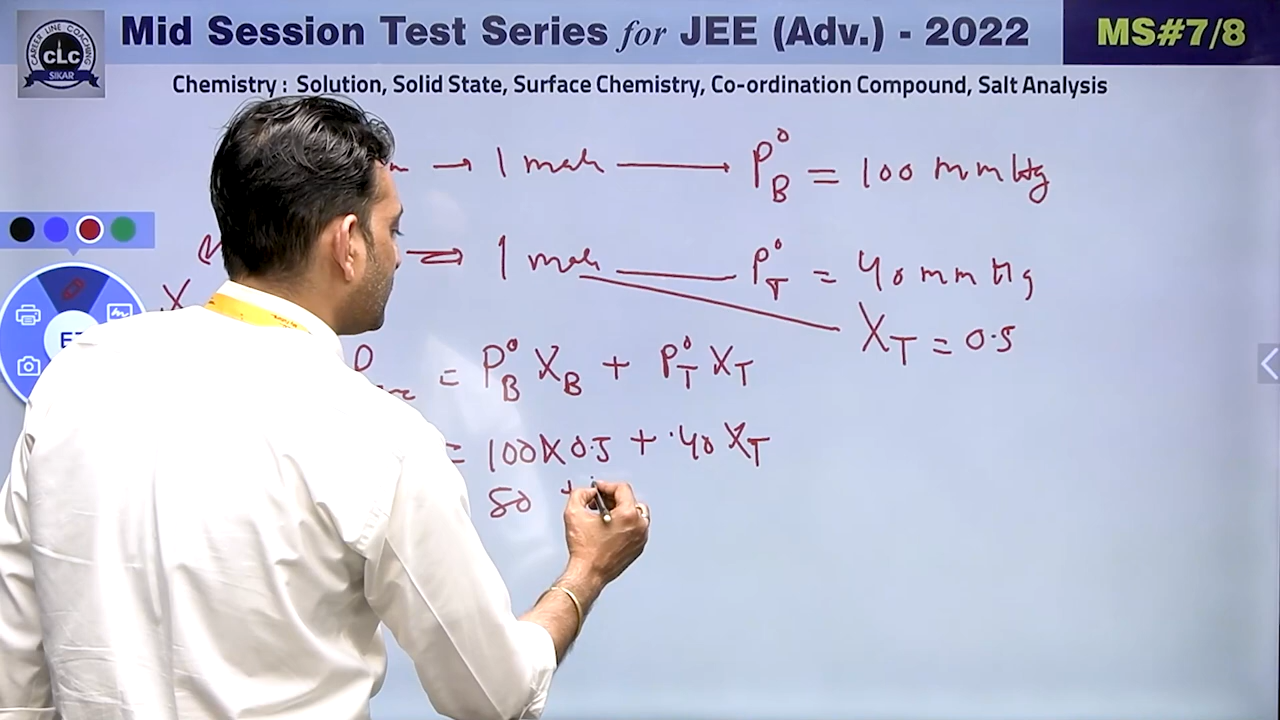 CAREER LINE COACHING
CLC
SIKAR
Mid Session Test Series for JEE (Adv.) - 2022
MS#7/8
Chemistry : Solution, Solid State, Surface Chemistry, Co-ordination Compound, Salt Analysis
→ 1 mole → P°B = 100 mmHg
⇒ 1 mole P°T = 40 mmHg
X
XT = 0.5
P = P°B XB + P°T XT
= 100 X 0.5 + .40 XT
50 +